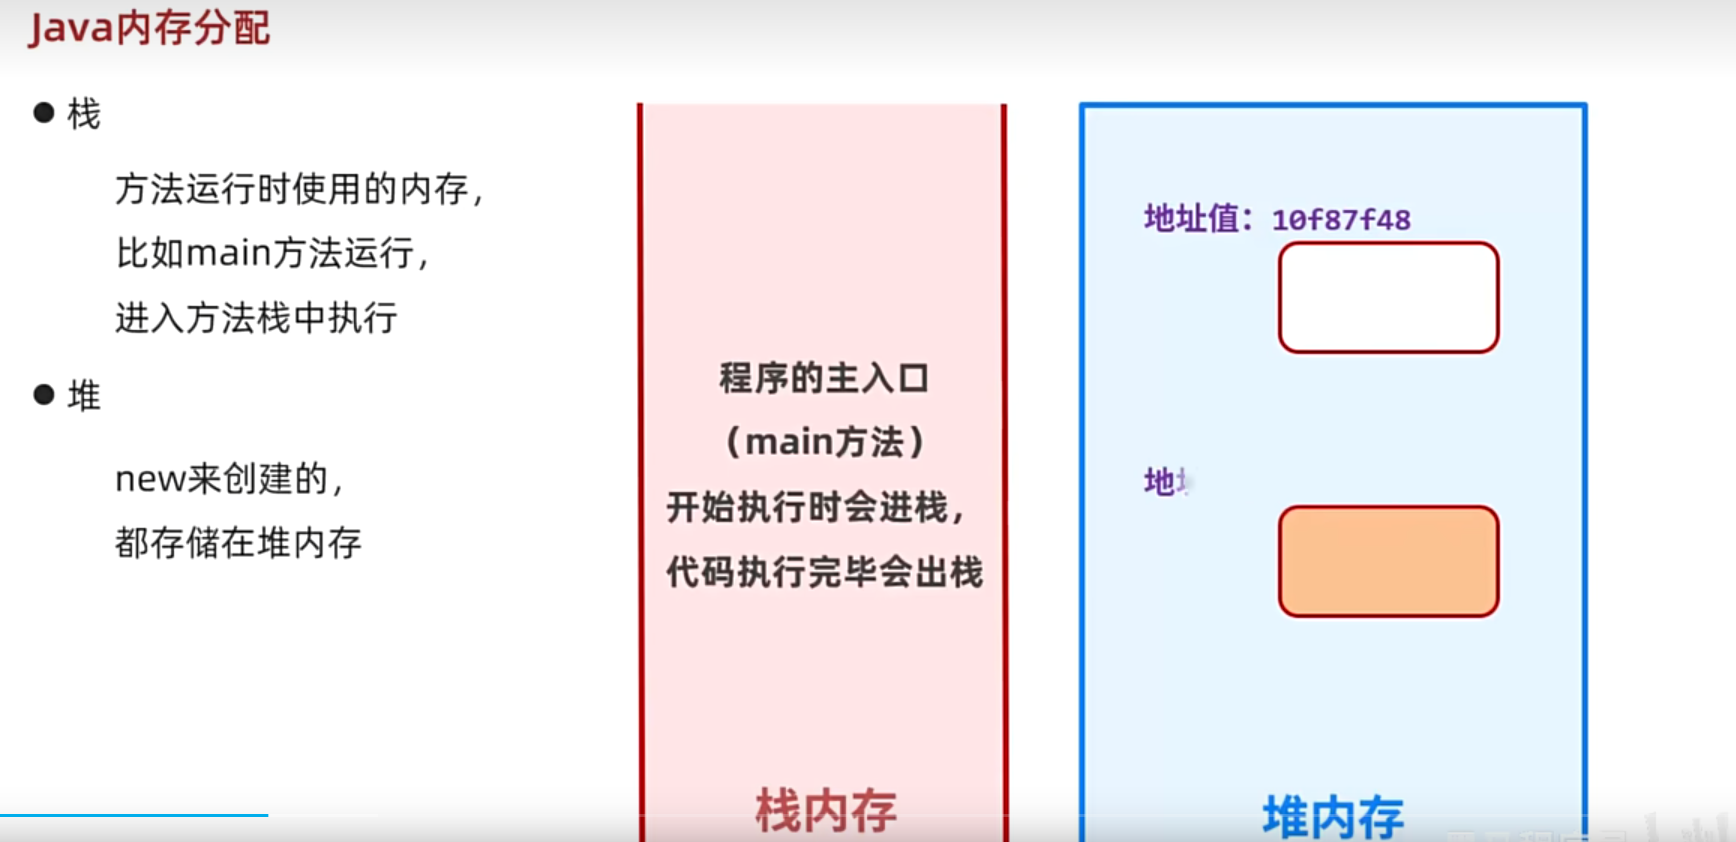 Java内存分配
● 栈
方法运行时使用的内存，
比如main方法运行，
进入方法栈中执行
● 堆
new来创建的，
都存储在堆内存
程序的主入口
（main方法）
开始执行时会进栈，
代码执行完毕会出栈
栈内存
地址值：10f87f48
地
堆内存